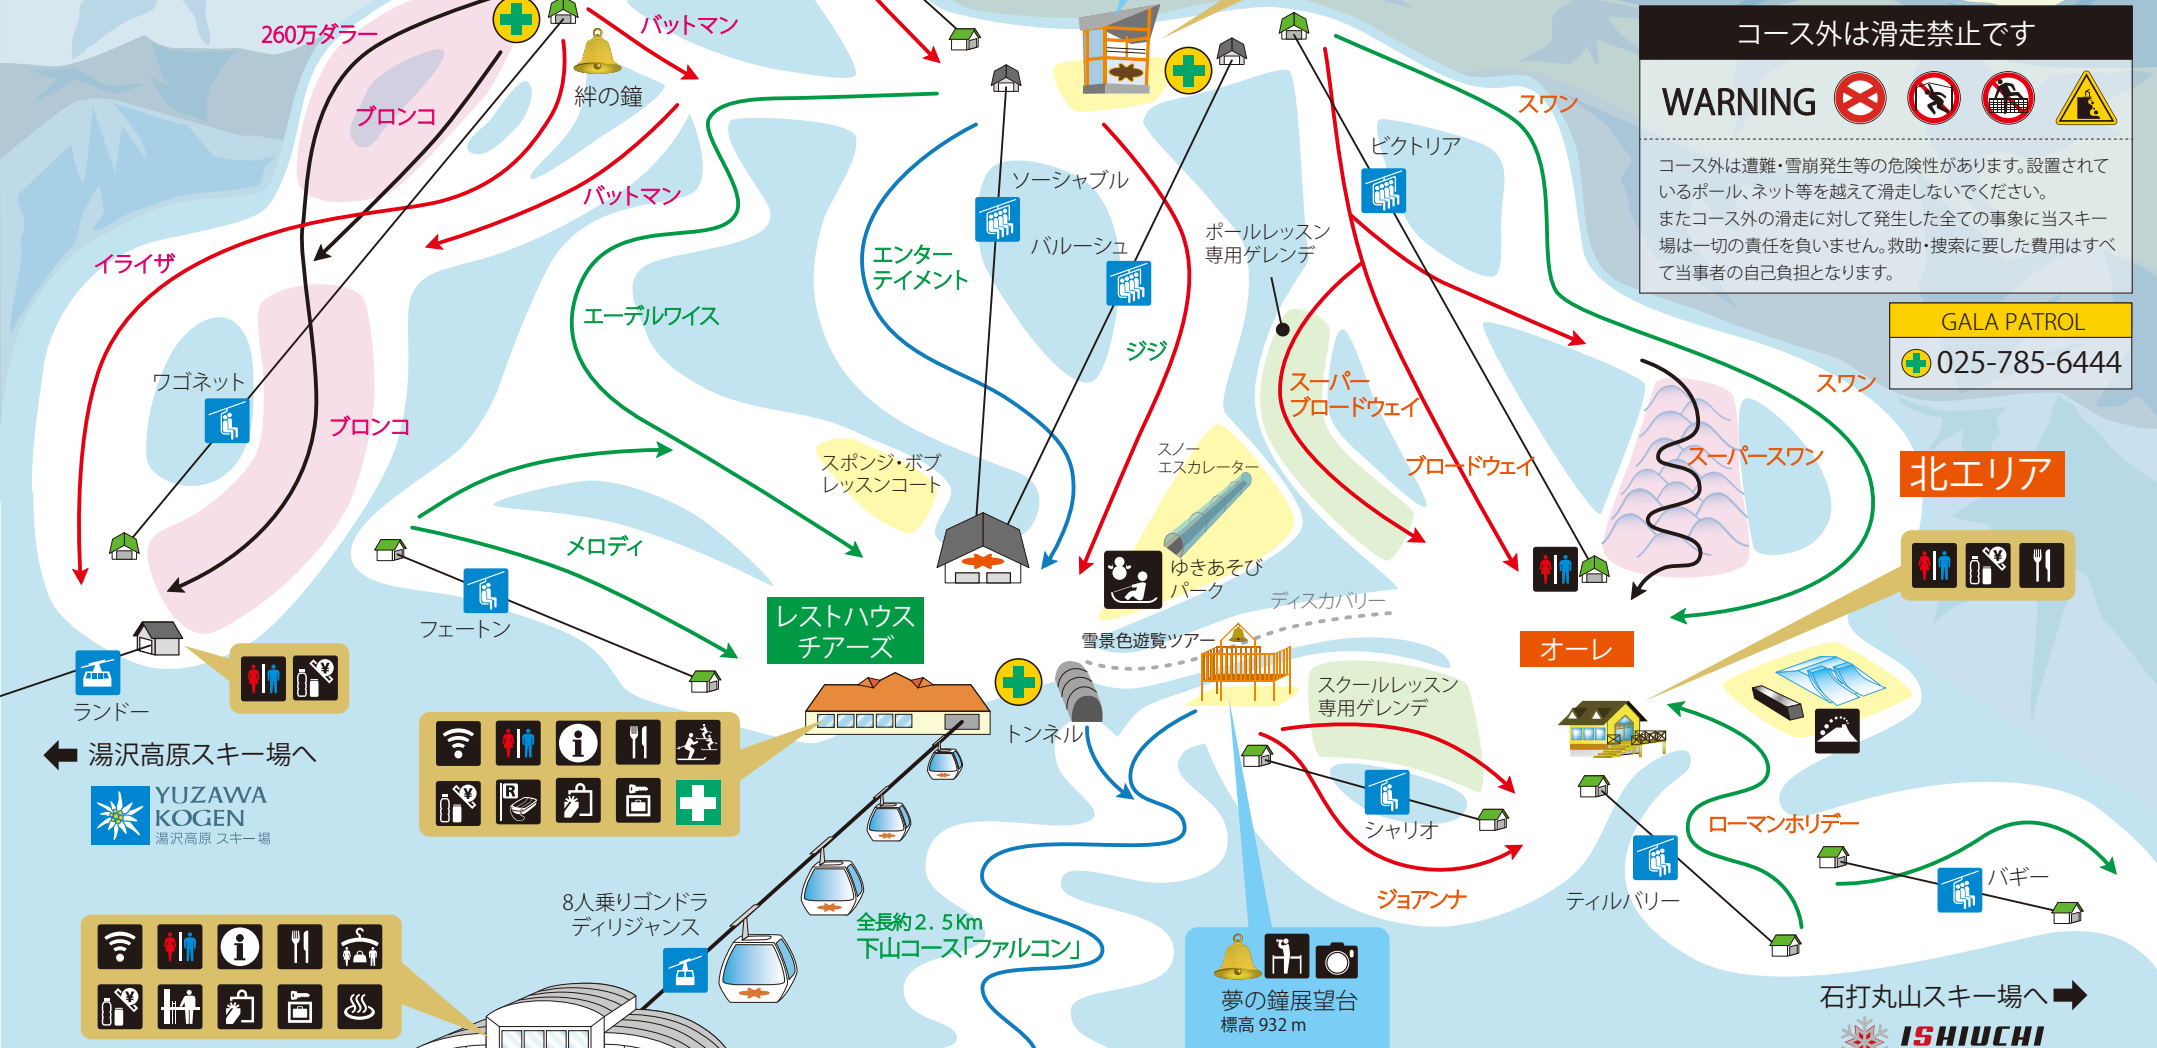 260万ダラー
バットマン
絆の鐘
ブロンコ
バットマン
イライザ
エーデルワイス
ワゴネット
ブロンコ
ソーシャブル
バルーシュ
エンター
テイメント
ジジ
ポールレッスン
専用ゲレンデ
ビクトリア
スワン
コース外は滑走禁止です
WARNING
コース外は遭難・雪崩発生等の危険性があります。設置されて
いるポール、ネット等を越えて滑走しないでください。
またコース外の滑走に対して発生した全ての事象に当スキー
場は一切の責任を負いません。救助・捜索に要した費用はすべ
て当事者の自己負担となります。
GALA PATROL
025-785-6444
スワン
スーパー
ブロードウェイ
ブロードウェイ
スーパースワン
北エリア
スポンジ・ボブ
レッスンコート
スノー
エスカレーター
ゆきあそび
パーク
メロディ
フェートン
レストハウス
チアーズ
ディスカバリー
雪景色遊覧ツアー
トンネル
オーレ
スクールレッスン
専用ゲレンデ
ランドー
湯沢高原スキー場へ
YUZAWA
KOGEN
湯沢高原 スキー場
R
¥
¥
¥
¥
シャリオ
ジョアンナ
ローマンホリデー
ティルバリー
バギー
8人乗りゴンドラ
ディリジャンス
全長約2.5Km
下山コース「ファルコン」
夢の鐘展望台
標高 932 m
石打丸山スキー場へ
ISHIUCHI